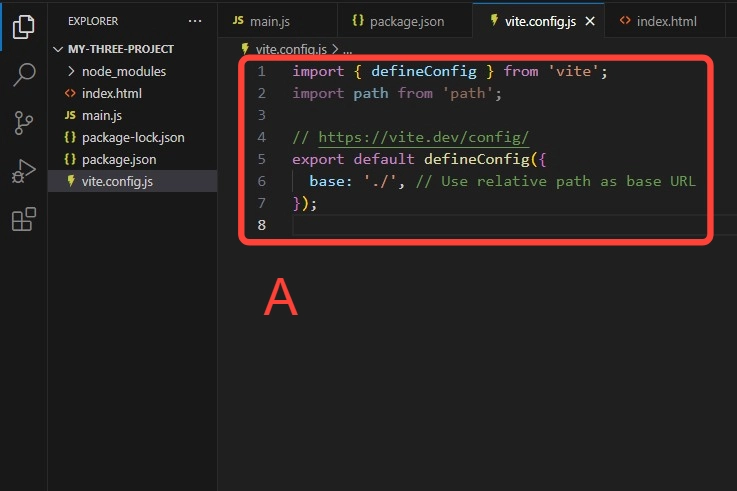 EXPLORER
...
MY-THREE-PROJECT
node_modules
<> index.html
JS main.js
{} package-lock.json
{} package.json
vite.config.js
JS main.js
{} package.json
vite.config.js
<> index.html
vite.config.js > ...
1 import { defineConfig } from 'vite';
2 import path from 'path';
3
4 // https://vite.dev/config/
5 export default defineConfig({
6 base: './', // Use relative path as base URL
7 });
8
A